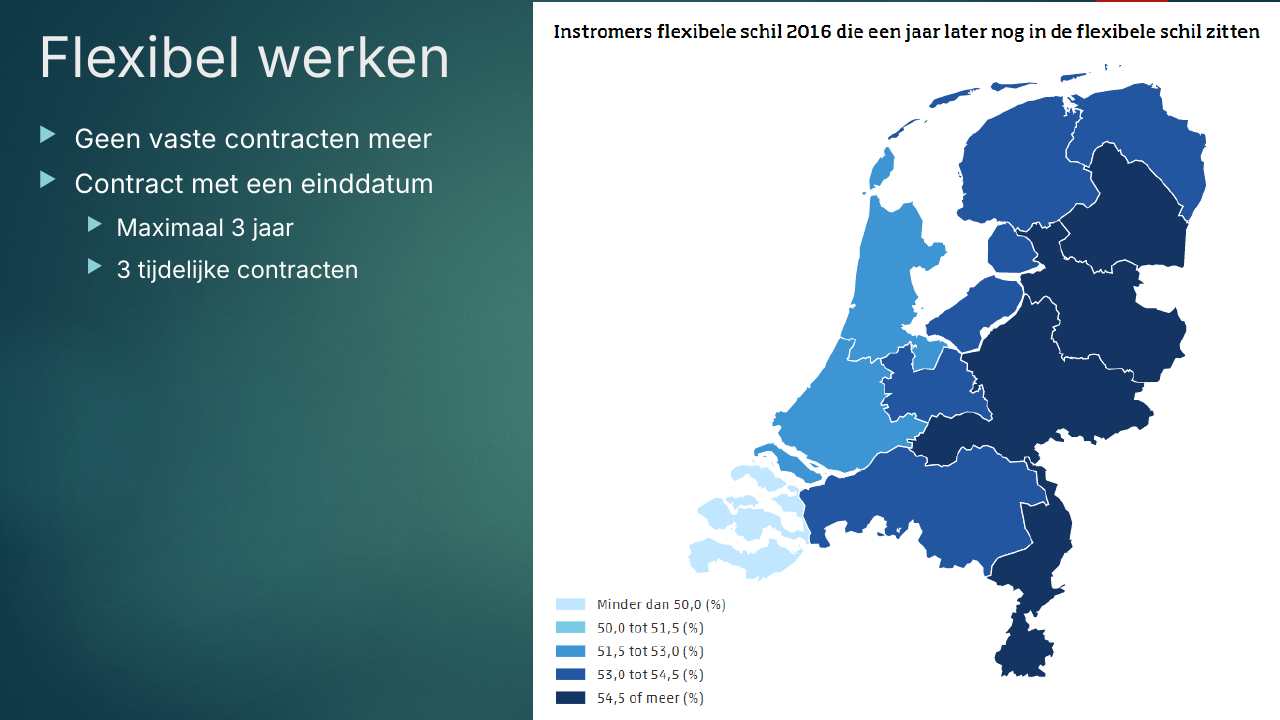 Flexibel werken
Geen vaste contracten meer
Contract met een einddatum
Maximaal 3 jaar
3 tijdelijke contracten
Instromers flexibele schil 2016 die een jaar later nog in de flexibele schil zitten
Minder dan 50,0 (%)
50,0 tot 51,5 (%)
51,5 tot 53,0 (%)
53,0 tot 54,5 (%)
54,5 of meer (%)